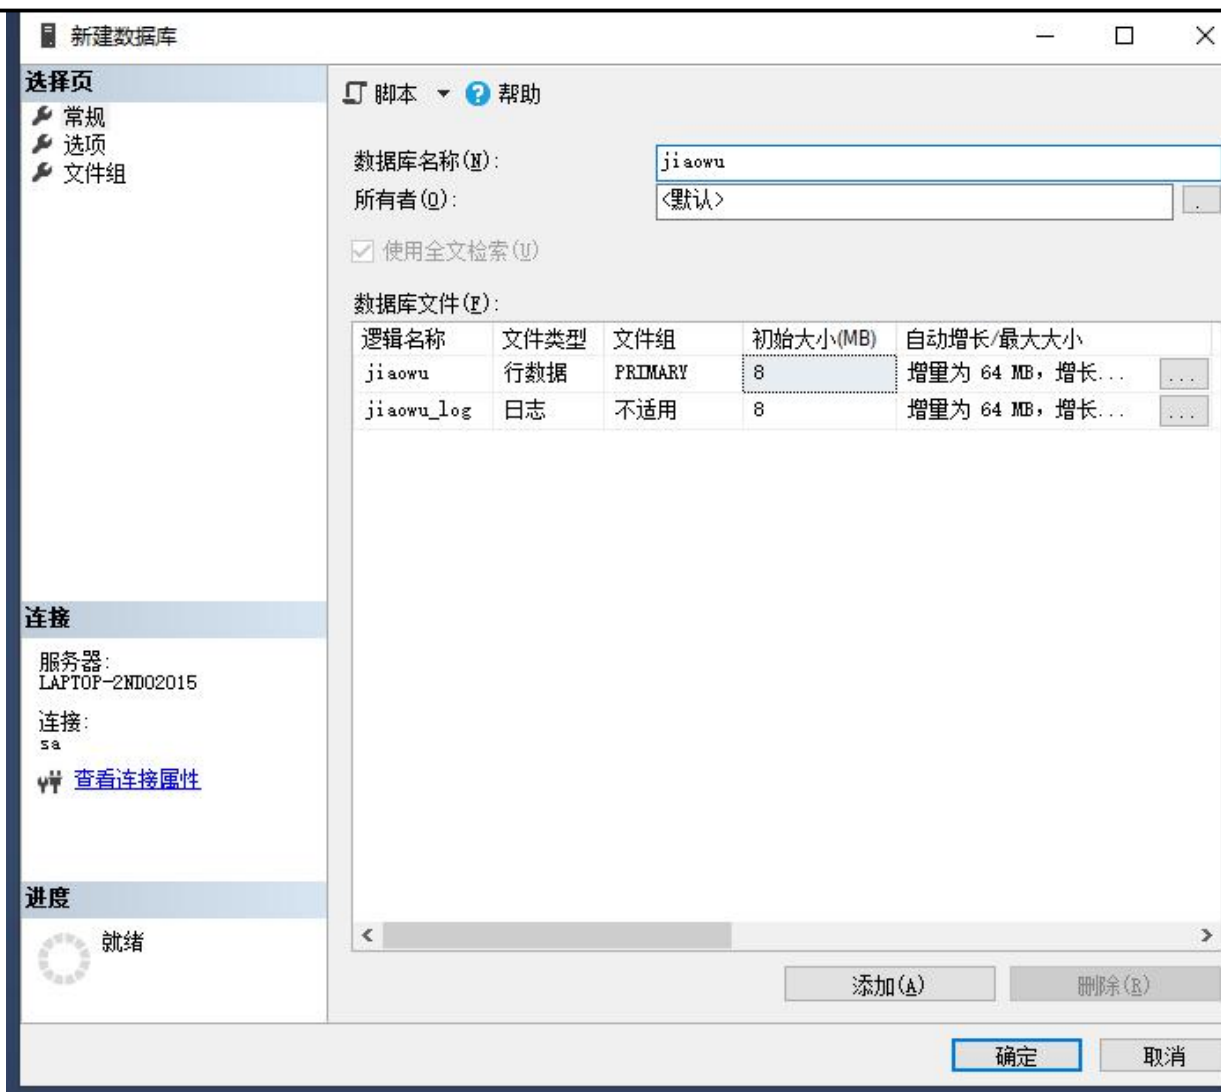 新建数据库
选择页
常规
选项
文件组
脚本 帮助
数据库名称(N):
jiaowu
所有者(O):
<默认>
.
使用全文检索(U)
数据库文件(F):
逻辑名称 文件类型 文件组 初始大小(MB) 自动增长/最大大小
jiaowu 行数据 PRIMARY 8 增量为 64 MB，增长... ...
jiaowu_log 日志 不适用 8 增量为 64 MB，增长... ...
连接
服务器:
LAPTOP-2NDO2015
连接:
sa
查看连接属性
进度
就绪
添加(A) 删除(R)
确定 取消